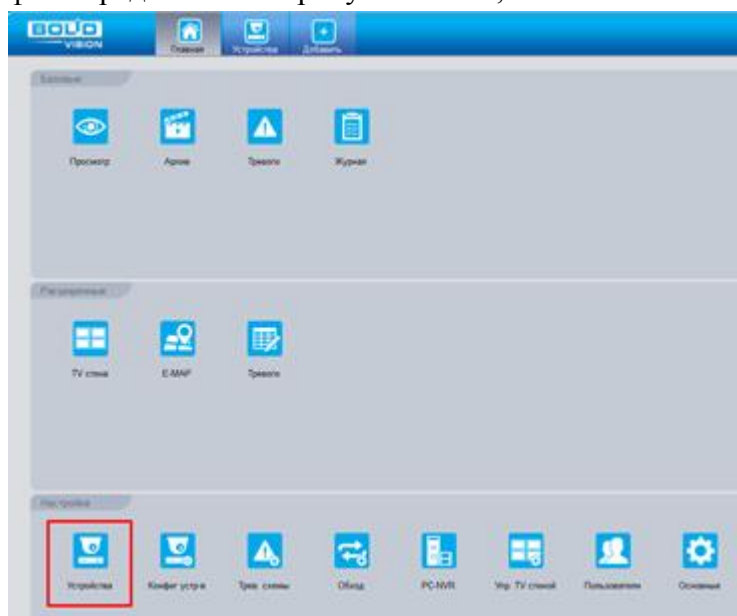 BOLID
VISION
Главная
Устройства
Добавить
Базовые
Просмотр
Архив
Тревоги
Журнал
Расширенные
TV стена
E-MAP
Тревоги
Настройка
Устройства
Конфиг устр-в
Трев. схемы
Обход
PC-NVR
Упр. TV стеной
Пользователи
Основные